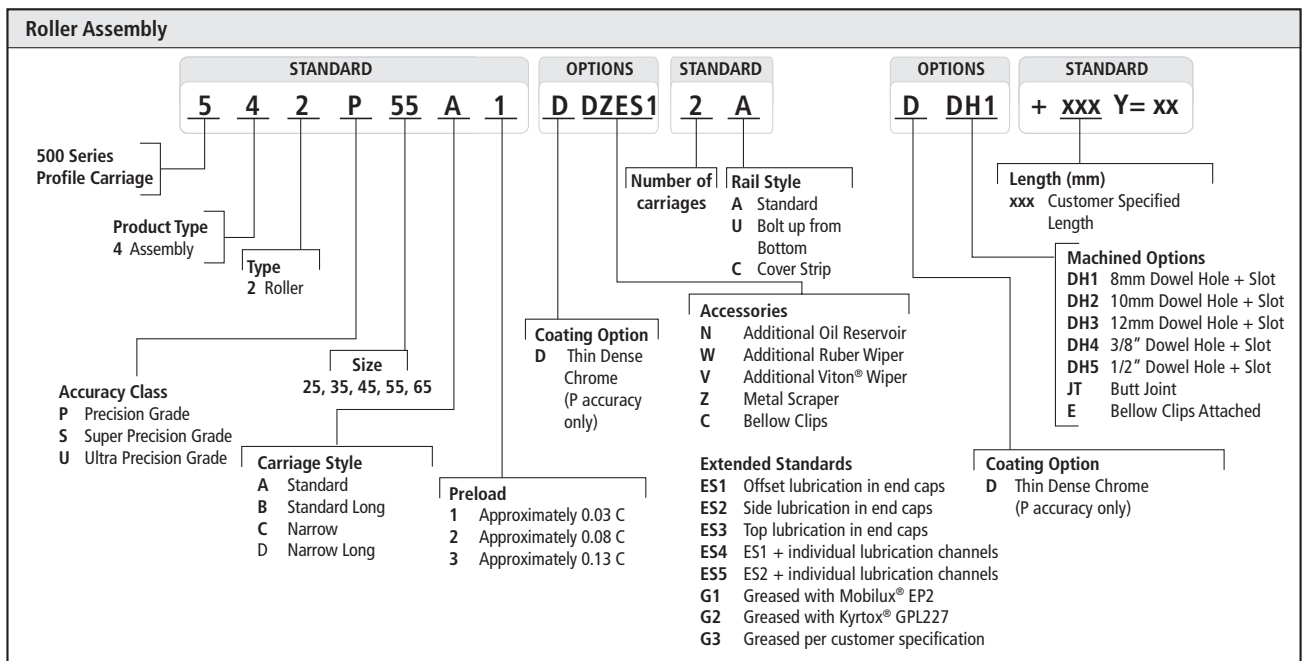 Roller Assembly
STANDARD
OPTIONS
STANDARD
OPTIONS
STANDARD
5 4 2 P 55 A 1
D DZES1
2 A
D DH1
+ xxx Y= xx
500 Series
Profile Carriage
Product Type
4 Assembly
Type
2 Roller
Accuracy Class
P Precision Grade
S Super Precision Grade
U Ultra Precision Grade
Size
25, 35, 45, 55, 65
Carriage Style
A Standard
B Standard Long
C Narrow
D Narrow Long
Preload
1 Approximately 0.03 C
2 Approximately 0.08 C
3 Approximately 0.13 C
Coating Option
D Thin Dense
Chrome
(P accuracy
only)
Number of
carriages
Rail Style
A Standard
U Bolt up from
Bottom
C Cover Strip
Accessories
N Additional Oil Reservoir
W Additional Ruber Wiper
V Additional Viton® Wiper
Z Metal Scraper
C Bellow Clips
Extended Standards
ES1 Offset lubrication in end caps
ES2 Side lubrication in end caps
ES3 Top lubrication in end caps
ES4 ES1 + individual lubrication channels
ES5 ES2 + individual lubrication channels
G1 Greased with Mobilux® EP2
G2 Greased with Kyrtox® GPL227
G3 Greased per customer specification
Length (mm)
xxx Customer Specified
Length
Machined Options
DH1 8mm Dowel Hole + Slot
DH2 10mm Dowel Hole + Slot
DH3 12mm Dowel Hole + Slot
DH4 3/8" Dowel Hole + Slot
DH5 1/2" Dowel Hole + Slot
JT Butt Joint
E Bellow Clips Attached
Coating Option
D Thin Dense Chrome
(P accuracy only)